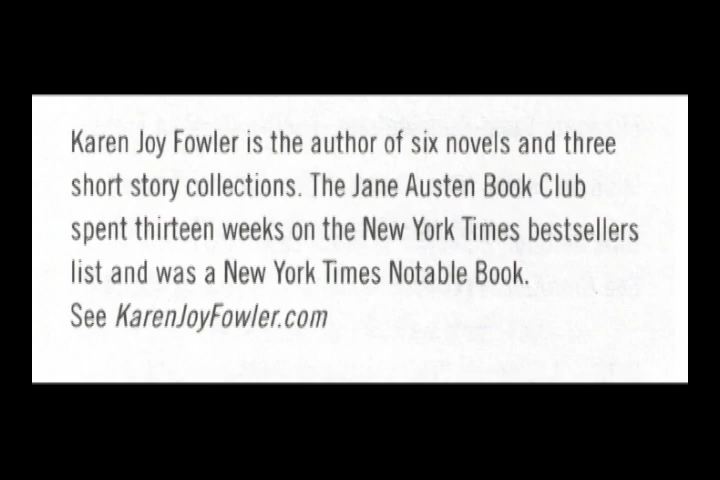 Karen Joy Fowler is the author of six novels and three
short story collections. The Jane Austen Book Club
spent thirteen weeks on the New York Times bestsellers
list and was a New York Times Notable Book.
See KarenJoyFowler.com